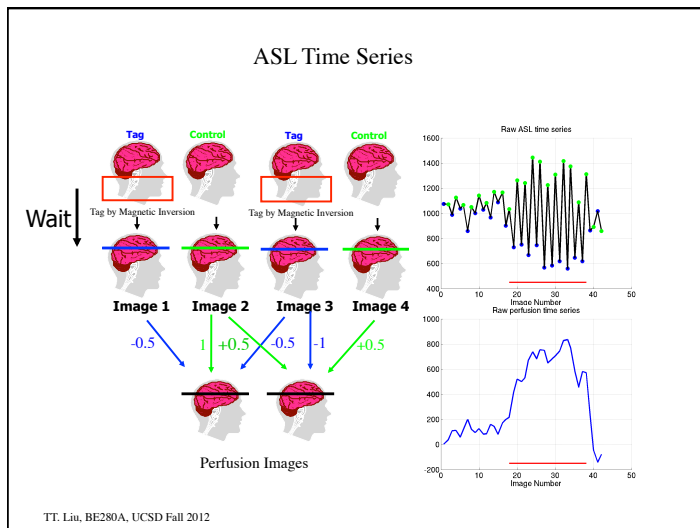 ASL Time Series
Tag
Control
Tag
Control
Tag by Magnetic Inversion
Tag by Magnetic Inversion
Wait
Image 1
Image 2
Image 3
Image 4
-0.5
1
+0.5
-0.5
-1
+0.5
Perfusion Images
Raw ASL time series
1600
1400
1200
1000
800
600
400
0 10 20 30 40 50
Image Number
Raw perfusion time series
1000
800
600
400
200
0
-200
0 10 20 30 40 50
Image Number
TT. Liu, BE280A, UCSD Fall 2012